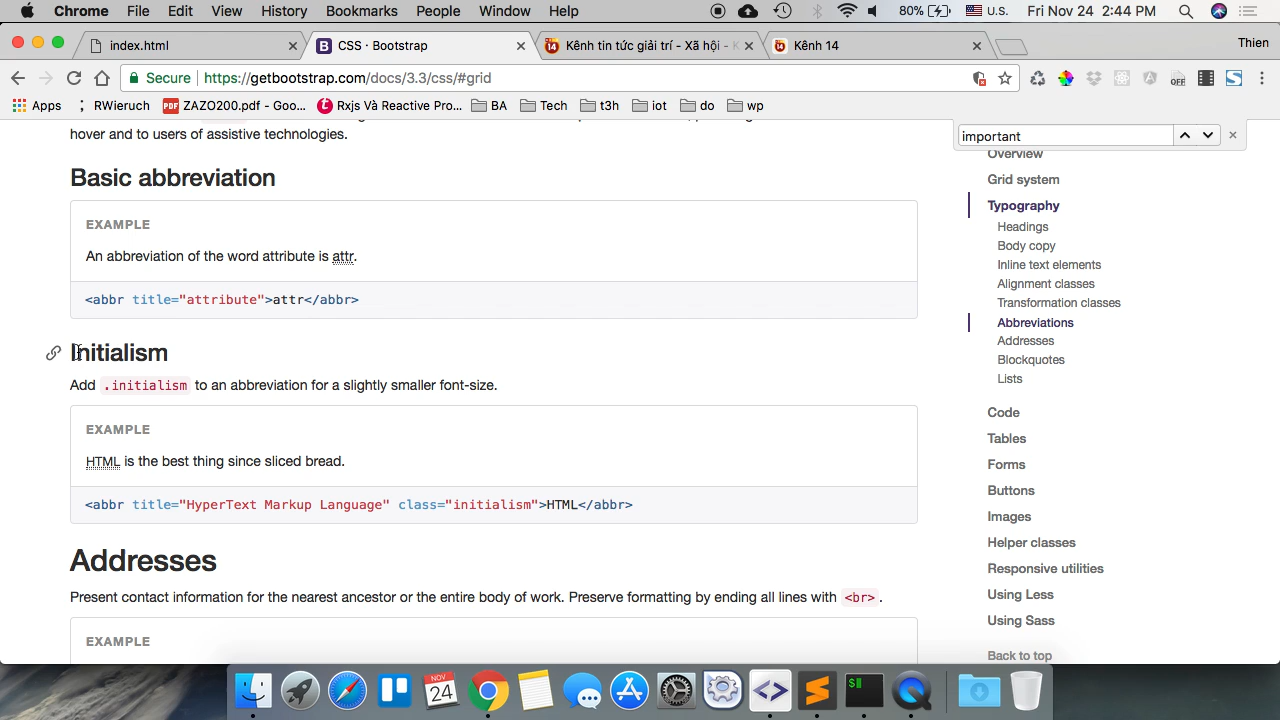 Chrome File Edit View History Bookmarks People Window Help 80% U.S. Fri Nov 24 2:44 PM
index.html CSS · Bootstrap Kênh tin tức giải trí - Xã hội - K Kênh 14 Thien
Secure https://getbootstrap.com/docs/3.3/css/#grid
Apps RWieruch ZAZO200.pdf - Goo... Rxjs Và Reactive Pro... BA Tech t3h iot do wp
important
hover and to users of assistive technologies.
Basic abbreviation
EXAMPLE
An abbreviation of the word attribute is attr.
<abbr title="attribute">attr</abbr>
Initialism
Add .initialism to an abbreviation for a slightly smaller font-size.
EXAMPLE
HTML is the best thing since sliced bread.
<abbr title="HyperText Markup Language" class="initialism">HTML</abbr>
Addresses
Present contact information for the nearest ancestor or the entire body of work. Preserve formatting by ending all lines with <br>.
EXAMPLE
Overview
Grid system
Typography
Headings
Body copy
Inline text elements
Alignment classes
Transformation classes
Abbreviations
Addresses
Blockquotes
Lists
Code
Tables
Forms
Buttons
Images
Helper classes
Responsive utilities
Using Less
Using Sass
Back to top
NOV
24